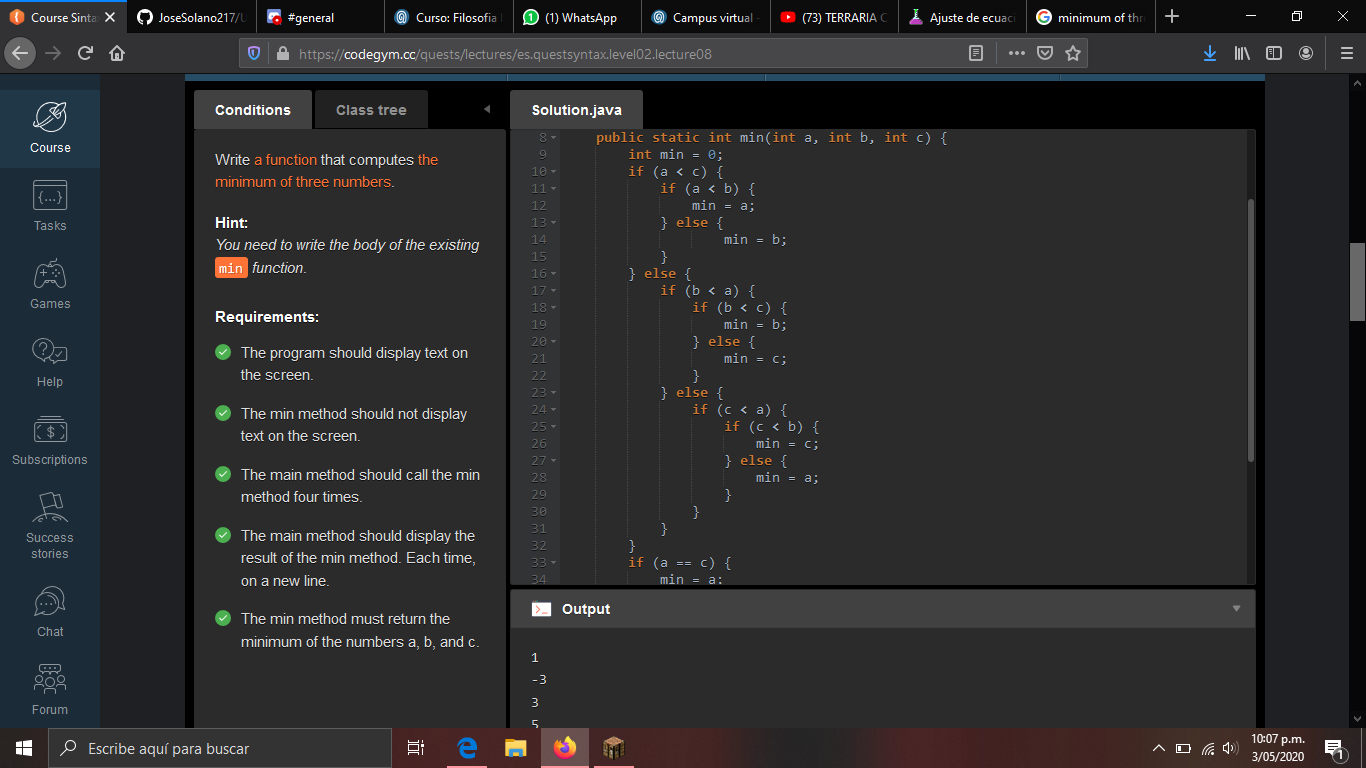 Course Sinta
JoseSolano217/U
#general
Curso: Filosofia
(1) WhatsApp
Campus virtual -
(73) TERRARIA C
Ajuste de ecuaci
minimum of thr
https://codegym.cc/quests/lectures/es.questsyntax.level02.lecture08
Course
Tasks
Games
Help
Subscriptions
Success
stories
Chat
Forum
Conditions
Class tree
Write a function that computes the
minimum of three numbers.
Hint:
You need to write the body of the existing
min function.
Requirements:
The program should display text on
the screen.
The min method should not display
text on the screen.
The main method should call the min
method four times.
The main method should display the
result of the min method. Each time,
on a new line.
The min method must return the
minimum of the numbers a, b, and c.
Solution.java
8 public static int min(int a, int b, int c) {
9 int min = 0;
10 if (a < c) {
11 if (a < b) {
12 min = a;
13 } else {
14 min = b;
15 }
16 } else {
17 if (b < a) {
18 if (b < c) {
19 min = b;
20 } else {
21 min = c;
22 }
23 } else {
24 if (c < a) {
25 if (c < b) {
26 min = c;
27 } else {
28 min = a;
29 }
30 }
31 }
32 }
33 if (a == c) {
34 min = a;
Output
1
-3
3
5
Escribe aquí para buscar
10:07 p.m.
3/05/2020
1